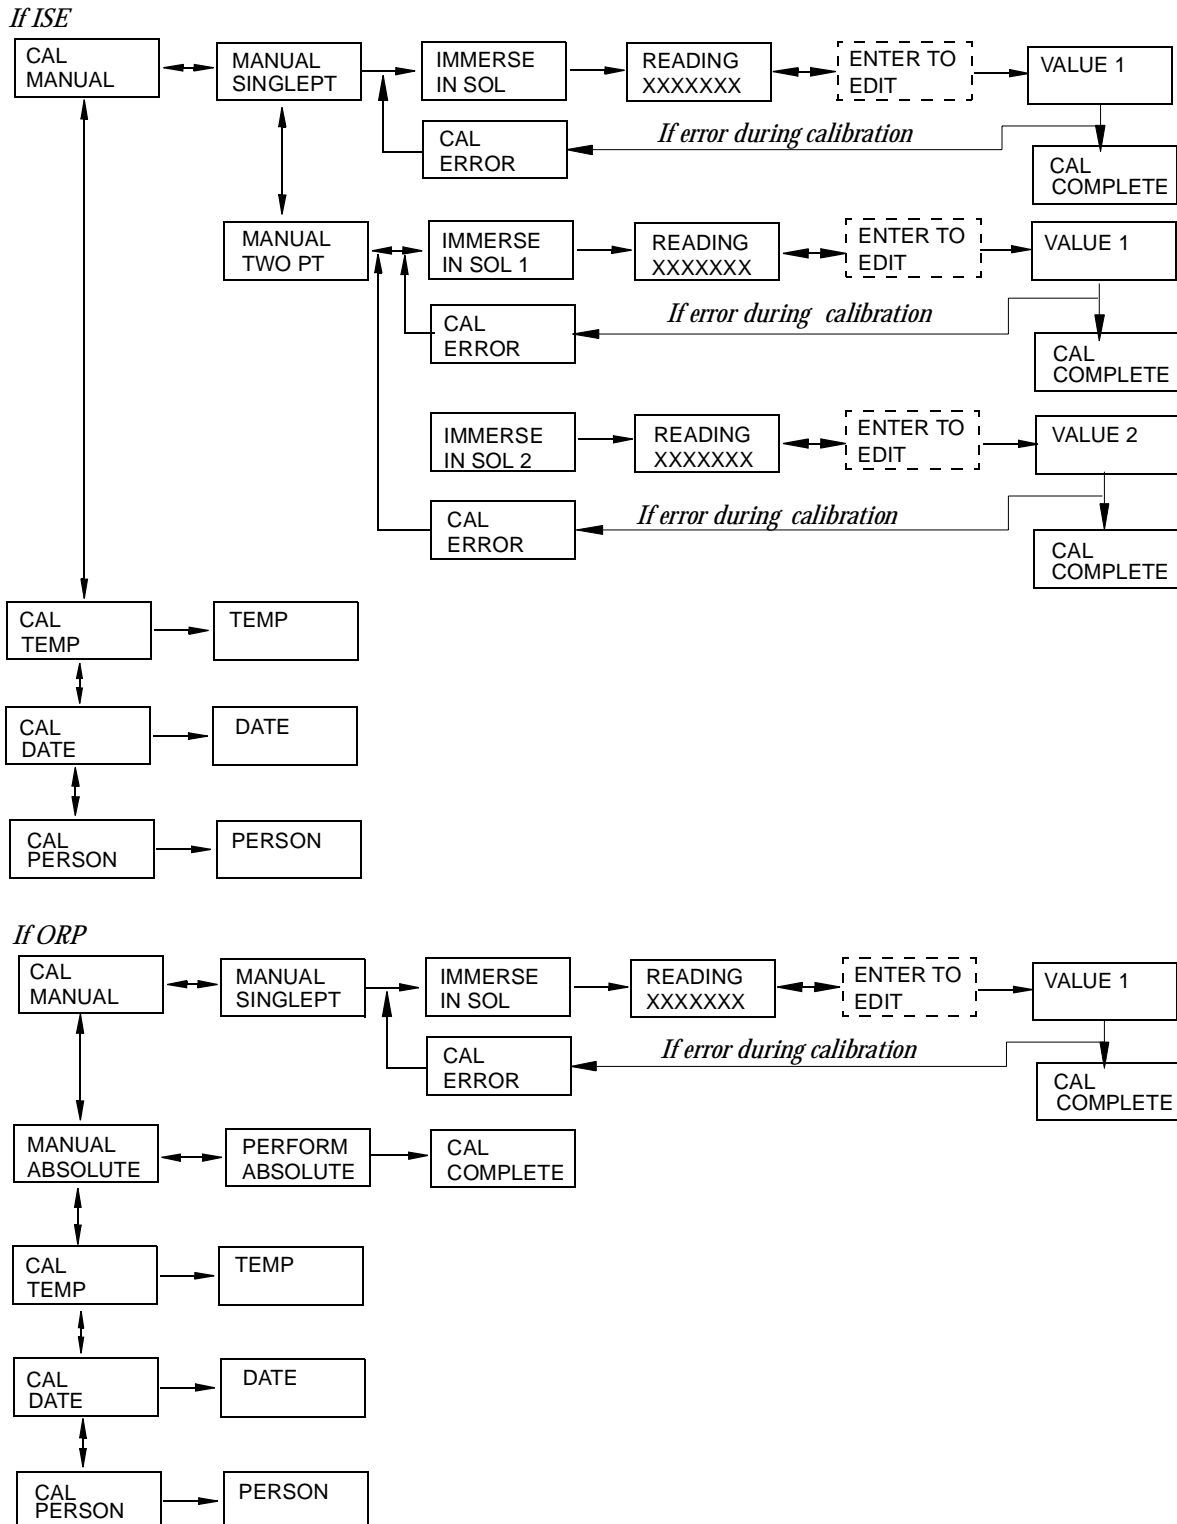 If ISE
CAL
MANUAL
MANUAL
SINGLEPT
IMMERSE
IN SOL
READING
XXXXXXX
ENTER TO
EDIT
VALUE 1
CAL
ERROR
If error during calibration
CAL
COMPLETE
MANUAL
TWO PT
IMMERSE
IN SOL 1
READING
XXXXXXX
ENTER TO
EDIT
VALUE 1
CAL
ERROR
If error during calibration
CAL
COMPLETE
IMMERSE
IN SOL 2
READING
XXXXXXX
ENTER TO
EDIT
VALUE 2
CAL
ERROR
If error during calibration
CAL
COMPLETE
CAL
TEMP
TEMP
CAL
DATE
DATE
CAL
PERSON
PERSON
If ORP
CAL
MANUAL
MANUAL
SINGLEPT
IMMERSE
IN SOL
READING
XXXXXXX
ENTER TO
EDIT
VALUE 1
CAL
ERROR
If error during calibration
CAL
COMPLETE
MANUAL
ABSOLUTE
PERFORM
ABSOLUTE
CAL
COMPLETE
CAL
TEMP
TEMP
CAL
DATE
DATE
CAL
PERSON
PERSON